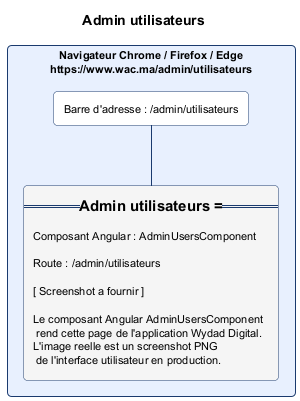 Admin utilisateurs
Navigateur Chrome / Firefox / Edge
https://www.wac.ma/admin/utilisateurs
Barre d'adresse : /admin/utilisateurs
Admin utilisateurs =
Composant Angular : AdminUsersComponent
Route : /admin/utilisateurs
[ Screenshot a fournir ]
Le composant Angular AdminUsersComponent
rend cette page de l'application Wydad Digital.
L'image reelle est un screenshot PNG
de l'interface utilisateur en production.